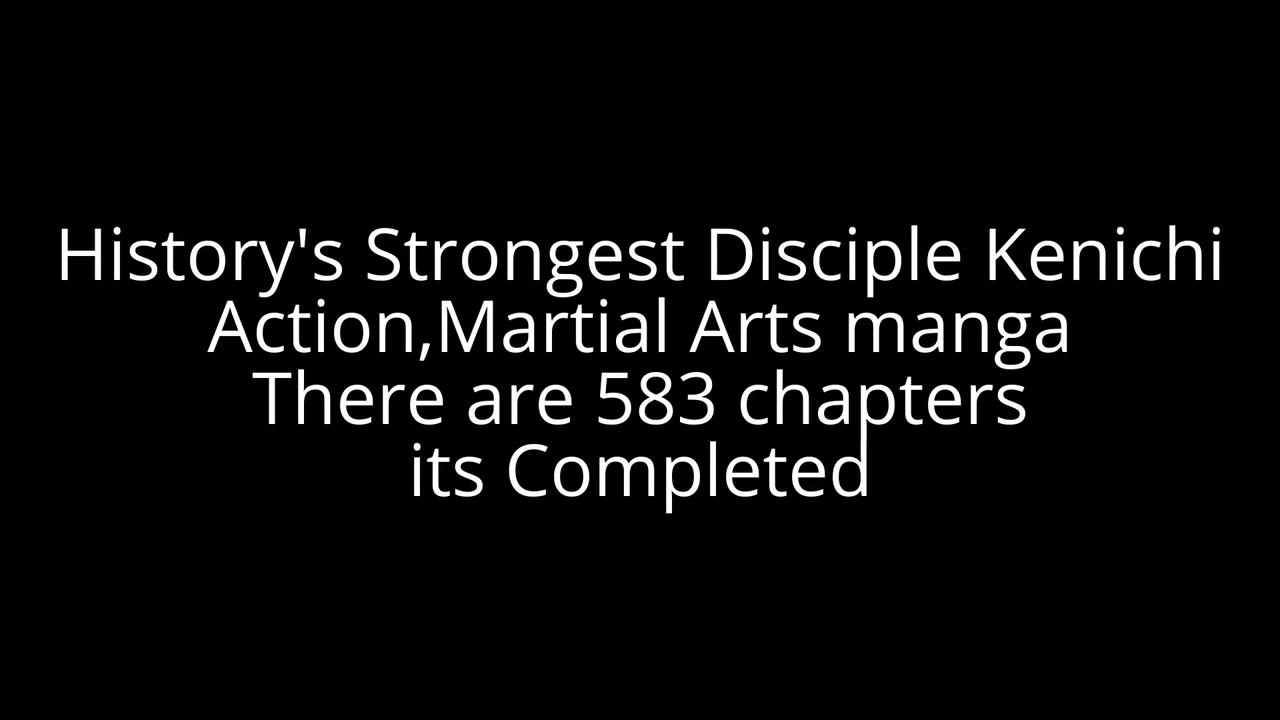 History's Strongest Disciple Kenichi
Action,Martial Arts manga
There are 583 chapters
its Completed